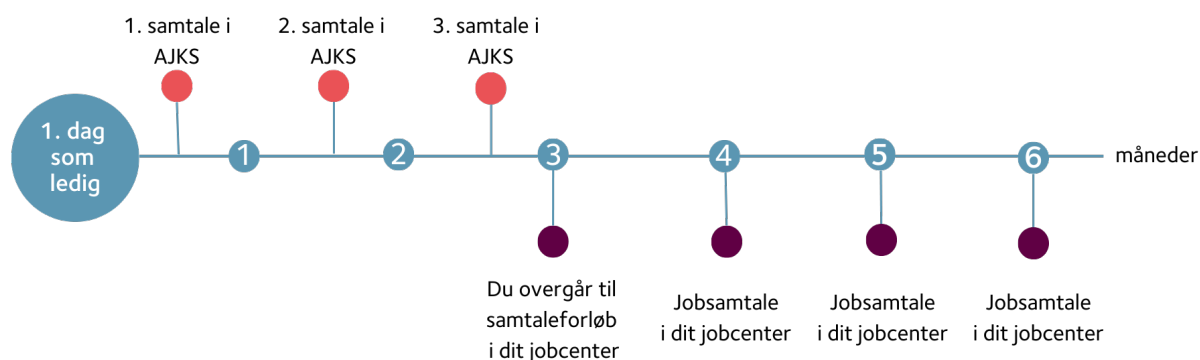 1. samtale i
AJKS
2. samtale i
AJKS
3. samtale i
AJKS
1. dag
som
ledig
1
2
3
4
5
6
måneder
Du overgår til
samtaleforløb
i dit jobcenter
Jobsamtale
i dit jobcenter
Jobsamtale
i dit jobcenter
Jobsamtale
i dit jobcenter